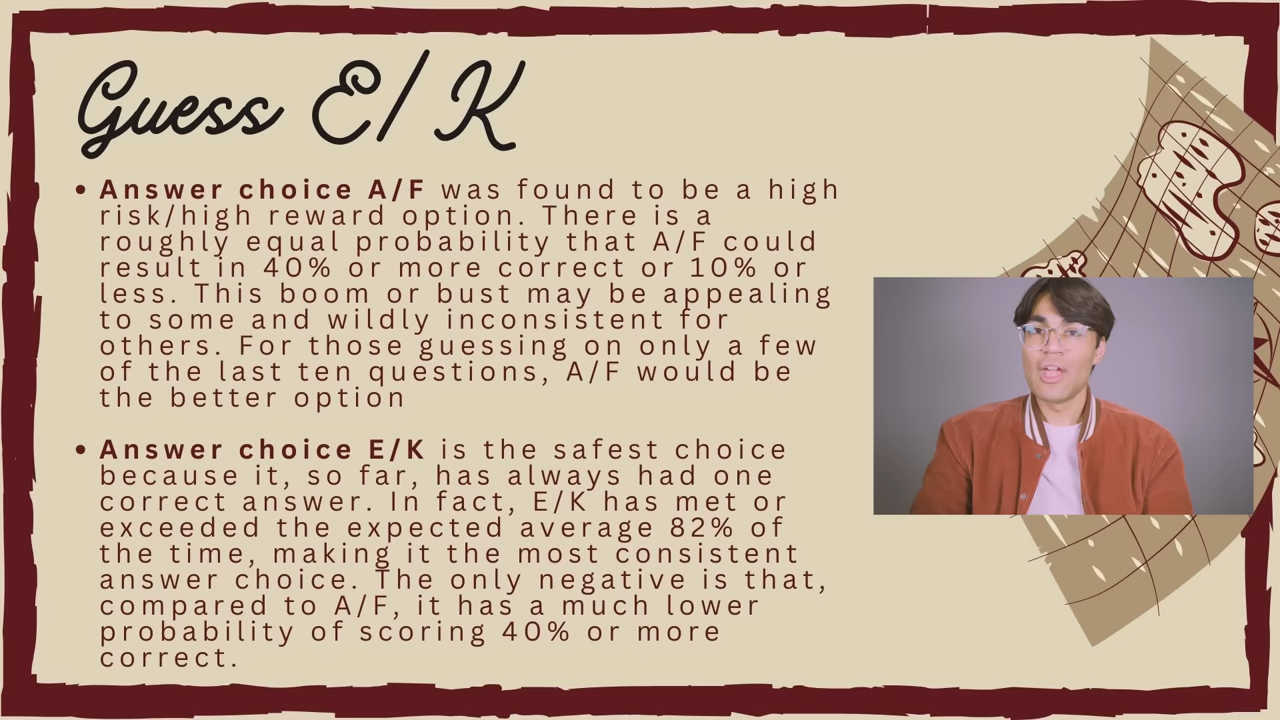 Guess E/K
• Answer choice A/F was found to be a high
risk/high reward option. There is a
roughly equal probability that A/F could
result in 40% or more correct or 10% or
less. This boom or bust may be appealing
to some and wildly inconsistent for
others. For those guessing on only a few
of the last ten questions, A/F would be
the better option
• Answer choice E/K is the safest choice
because it, so far, has always had one
correct answer. In fact, E/K has met or
exceeded the expected average 82% of
the time, making it the most consistent
answer choice. The only negative is that,
compared to A/F, it has a much lower
probability of scoring 40% or more
correct.